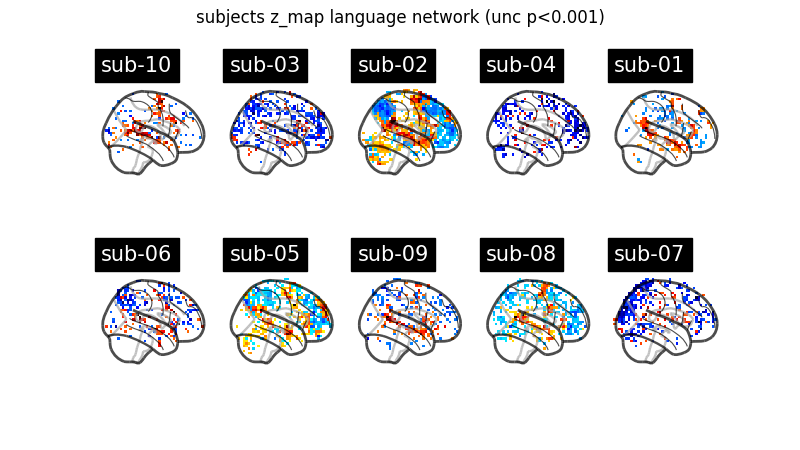 subjects z_map language network (unc p<0.001)
sub-10
sub-03
sub-02
sub-04
sub-01
sub-06
sub-05
sub-09
sub-08
sub-07